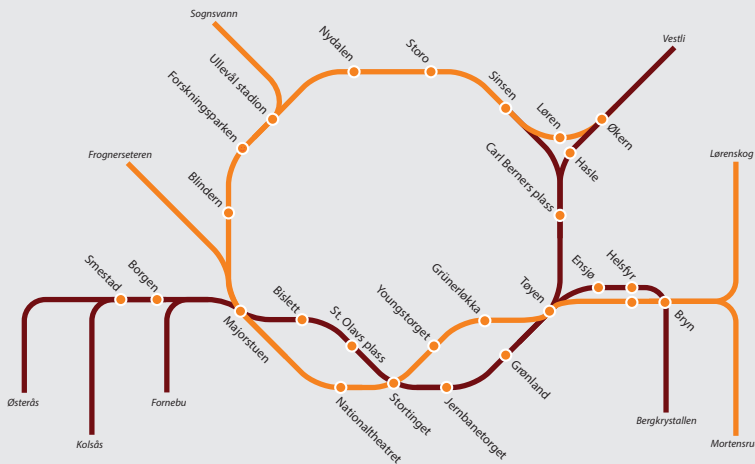 Sognsvann
Nydalen
Storo
Vestli
Ullevål stadion
Sinsen
Forskningsparken
Løren
Økern
Frognerseteren
Hasle
Lørenskog
Carl Berners plass
Blindern
Smestad
Borgen
Bislett
St. Olavs plass
Youngstorget
Grünerløkka
Tøyen
Ensjø
Helsfyr
Bryn
Majorstuen
Grønland
Østerås
Fornebu
Nationaltheatret
Stortinget
Jernbanetorget
Kolsås
Bergkrystallen
Mortensru